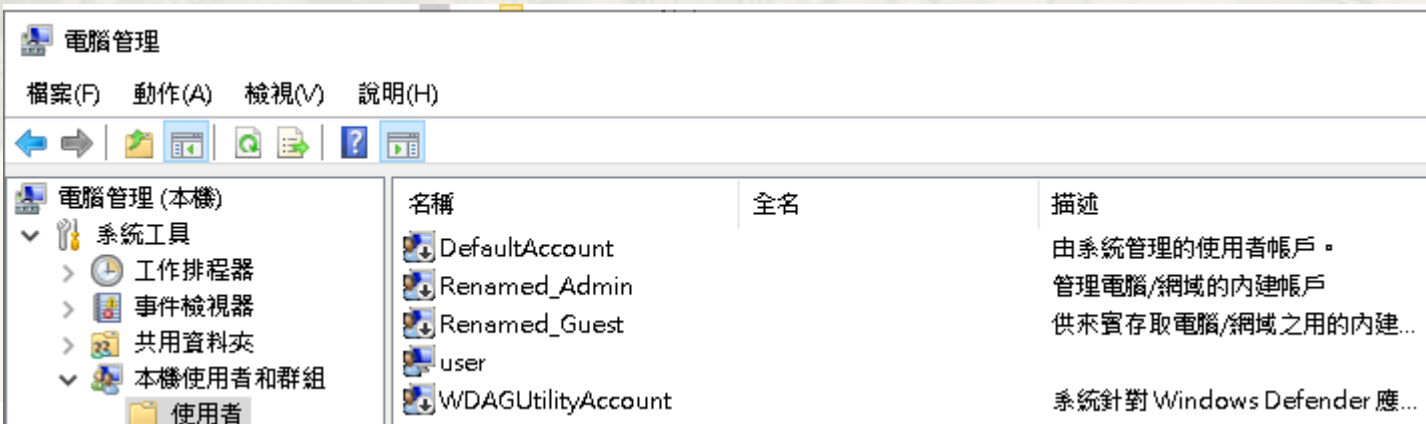 電腦管理
檔案(F) 動作(A) 檢視(V) 說明(H)
電腦管理 (本機)
系統工具
工作排程器
事件檢視器
共用資料夾
本機使用者和群組
使用者
名稱 全名 描述
DefaultAccount 由系統管理的使用者帳戶。
Renamed_Admin 管理電腦/網域的內建帳戶
Renamed_Guest 供來賓存取電腦/網域之用的內建...
user
WDAGUtilityAccount 系統針對 Windows Defender 應...